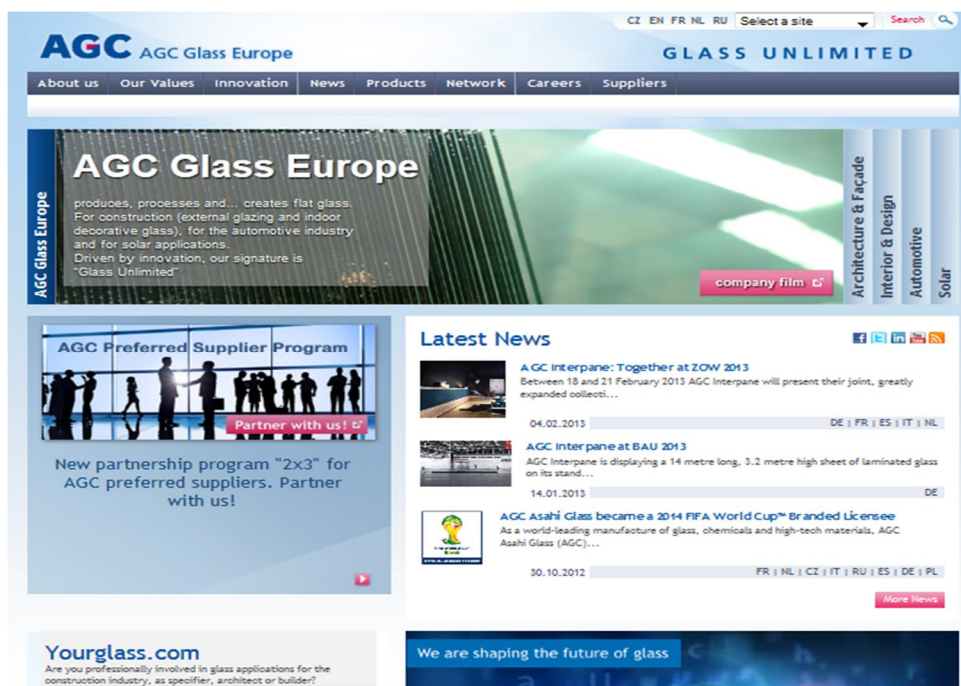 CZ EN FR NL RU Select a site Search
AGC AGC Glass Europe
GLASS UNLIMITED
About us Our Values Innovation News Products Network Careers Suppliers
AGC Glass Europe
AGC Glass Europe
produces, processes and... creates flat glass.
For construction (external glazing and indoor
decorative glass), for the automotive industry
and for solar applications.
Driven by innovation, our signature is
"Glass Unlimited"
company film
Architecture & Façade
Interior & Design
Automotive
Solar
AGC Preferred Supplier Program
Partner with us!
New partnership program "2x3" for
AGC preferred suppliers. Partner
with us!
Latest News
AGC Interpane: Together at ZOW 2013
Between 18 and 21 February 2013 AGC Interpane will present their joint, greatly
expanded collecti...
04.02.2013 DE | FR | ES | IT | NL
AGC Interpane at BAU 2013
AGC Interpane is displaying a 14 metre long, 3.2 metre high sheet of laminated glass
on its stand...
14.01.2013 DE
AGC Asahi Glass became a 2014 FIFA World Cup™ Branded Licensee
As a world-leading manufacture of glass, chemicals and high-tech materials, AGC
Asahi Glass (AGC)...
30.10.2012 FR | NL | CZ | IT | RU | ES | DE | PL
More News
Yourglass.com
Are you professionally involved in glass applications for the
construction industry, as specifier, architect or builder?
We are shaping the future of glass